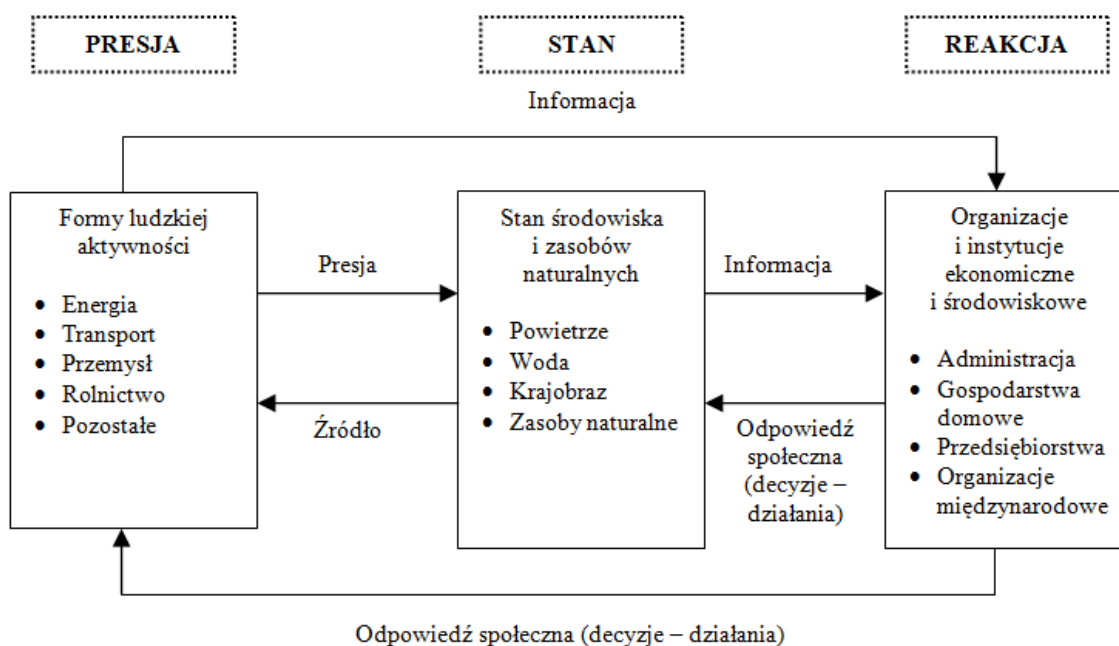 PRESJA
STAN
REAKCJA
Informacja
Formy ludzkiej
aktywności
• Energia
• Transport
• Przemysł
• Rolnictwo
• Pozostałe
Presja
Źródło
Stan środowiska
i zasobów
naturalnych
• Powietrze
• Woda
• Krajobraz
• Zasoby naturalne
Informacja
Odpowiedź
społeczna
(decyzje –
działania)
Organizacje
i instytucje
ekonomiczne
i środowiskowe
• Administracja
• Gospodarstwa
domowe
• Przedsiębiorstwa
• Organizacje
międzynarodowe
Odpowiedź społeczna (decyzje – działania)